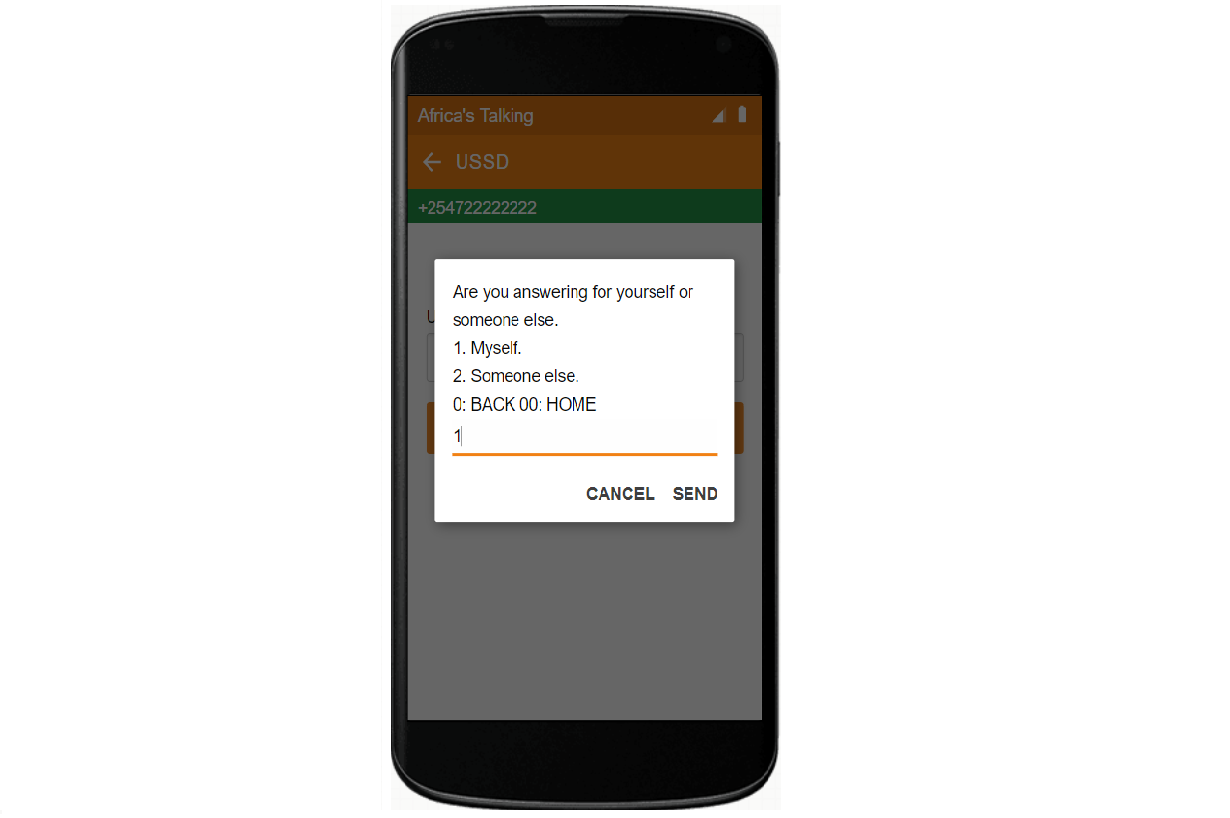 Africa's Talking
USSD
+254722222222
Are you answering for yourself or
someone else.
1. Myself.
2. Someone else.
0: BACK 00: HOME
1
CANCEL SEND